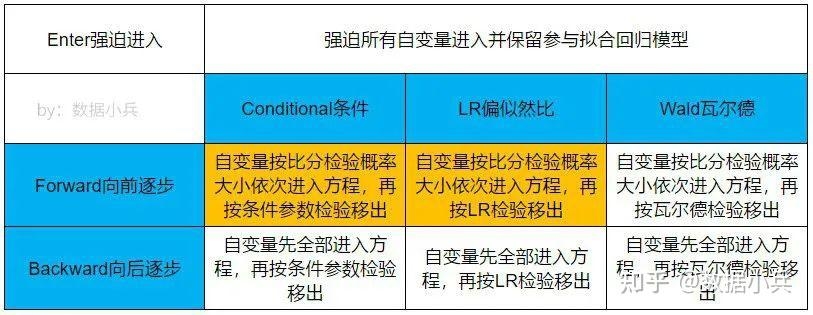 Enter强迫进入
强迫所有自变量进入并保留参与拟合回归模型
by：数据小兵
Conditional条件
LR偏似然比
Wald瓦尔德
Forward向前逐步
自变量按比分检验概率
大小依次进入方程，再
按条件参数检验移出
自变量按比分检验概率
大小依次进入方程，再
按LR检验移出
自变量按比分检验概率
大小依次进入方程，再
按瓦尔德检验移出
Backward向后逐步
自变量先全部进入方
程，再按条件参数检验
移出
自变量先全部进入方
程，再按LR检验移出
自变量先全部进入方
程，再按瓦尔德检验移
出
知乎 @数据小兵